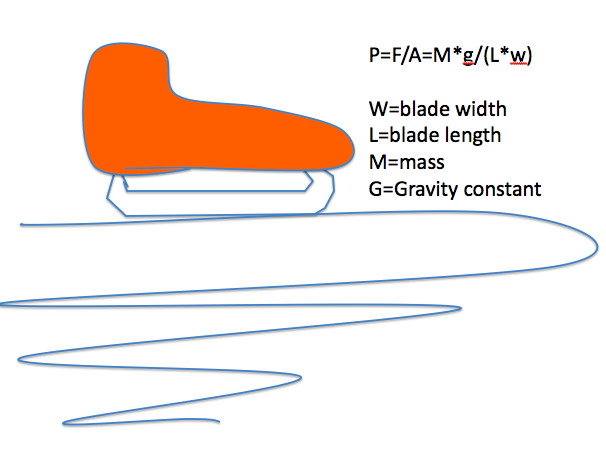 P=F/A=M*g/(L*w)
W=blade width
L=blade length
M=mass
G=Gravity constant